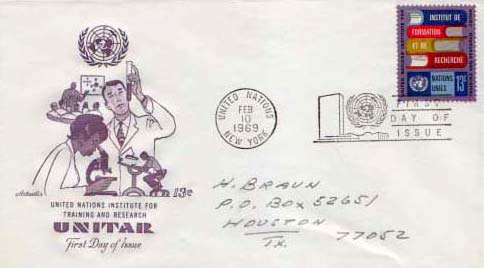 INSTITUT DE
FORMATION
ET DE
RECHERCHE
NATIONS
UNIES
13c
UNITED NATIONS
FEB
10
1969
NEW YORK
FIRST
DAY OF
ISSUE
Artmaster
13c
UNITED NATIONS INSTITUTE FOR
TRAINING AND RESEARCH
UNITAR
First Day of Issue
H. BRAUN
P.O. BOX 52651
HOUSTON
TX. 77052